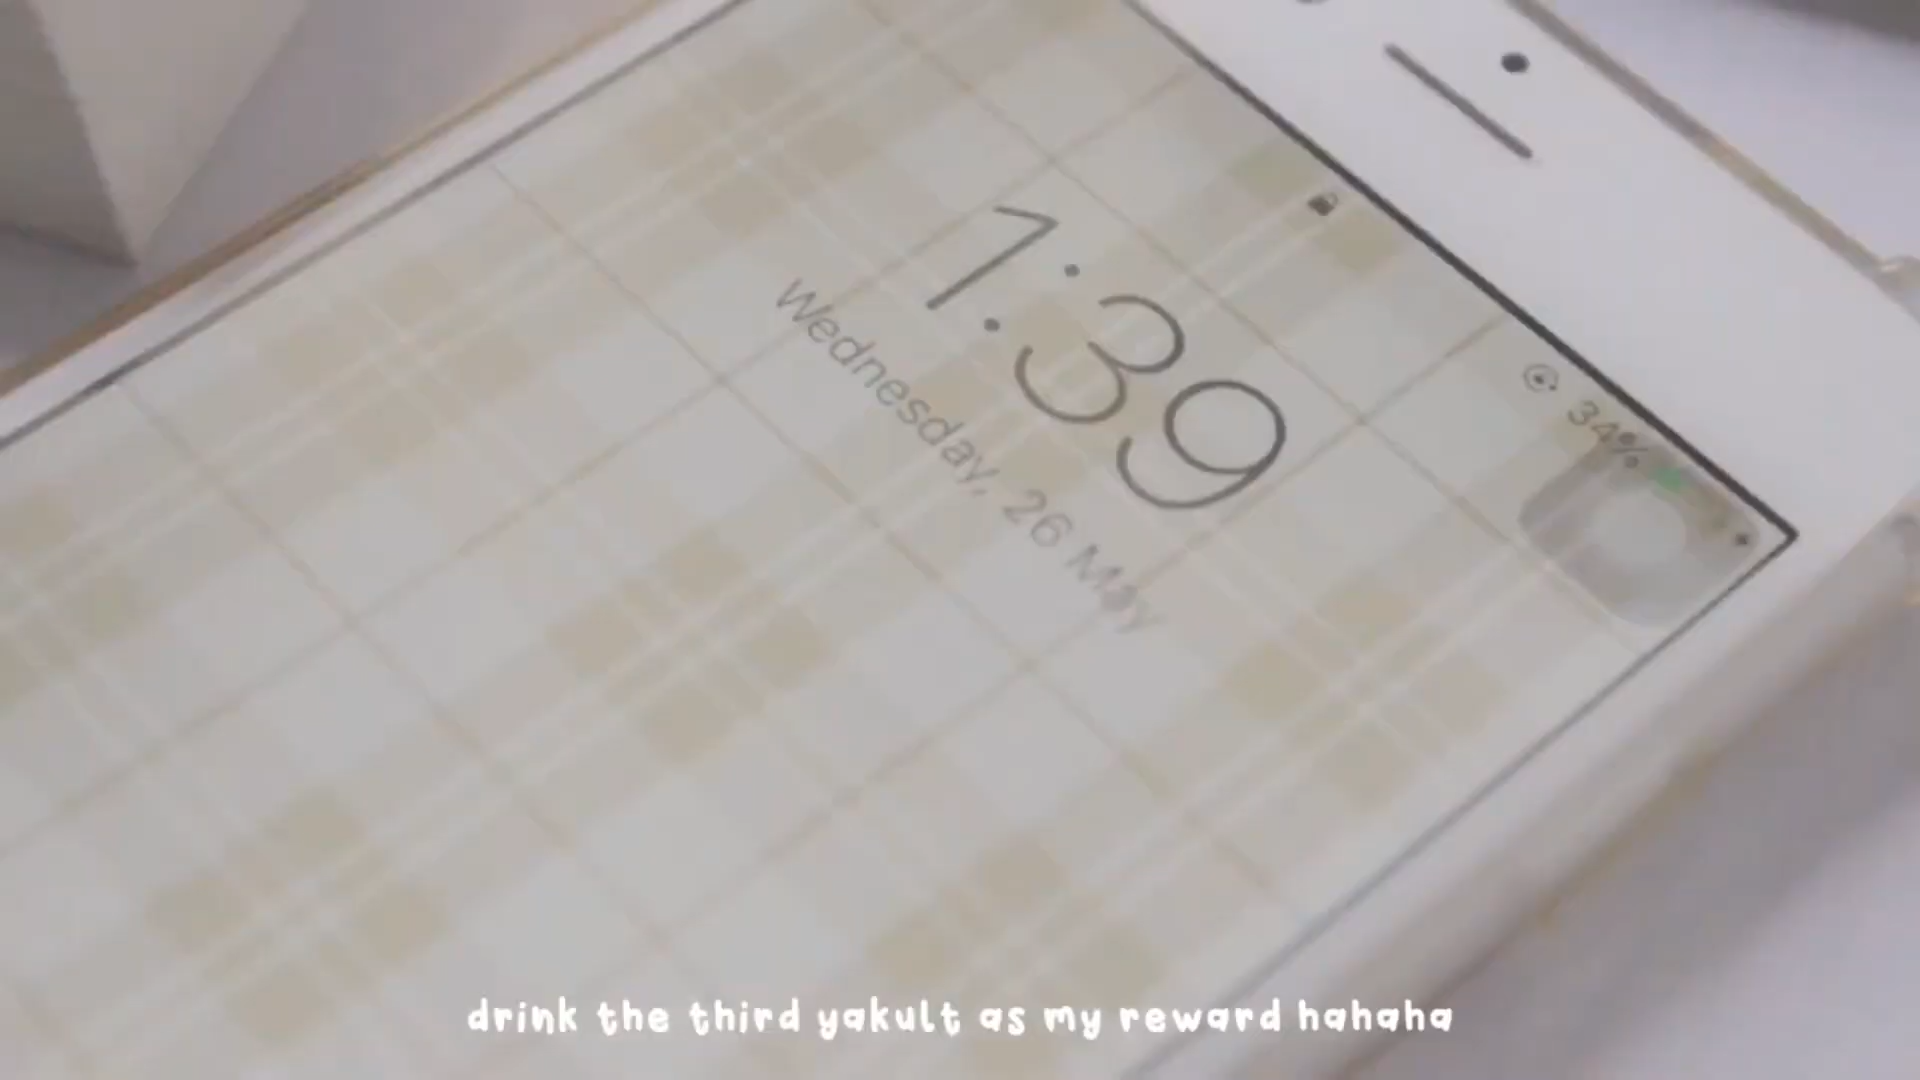 34%
1:39
Wednesday, 26 May
drink the third yakult as my reward hahaha